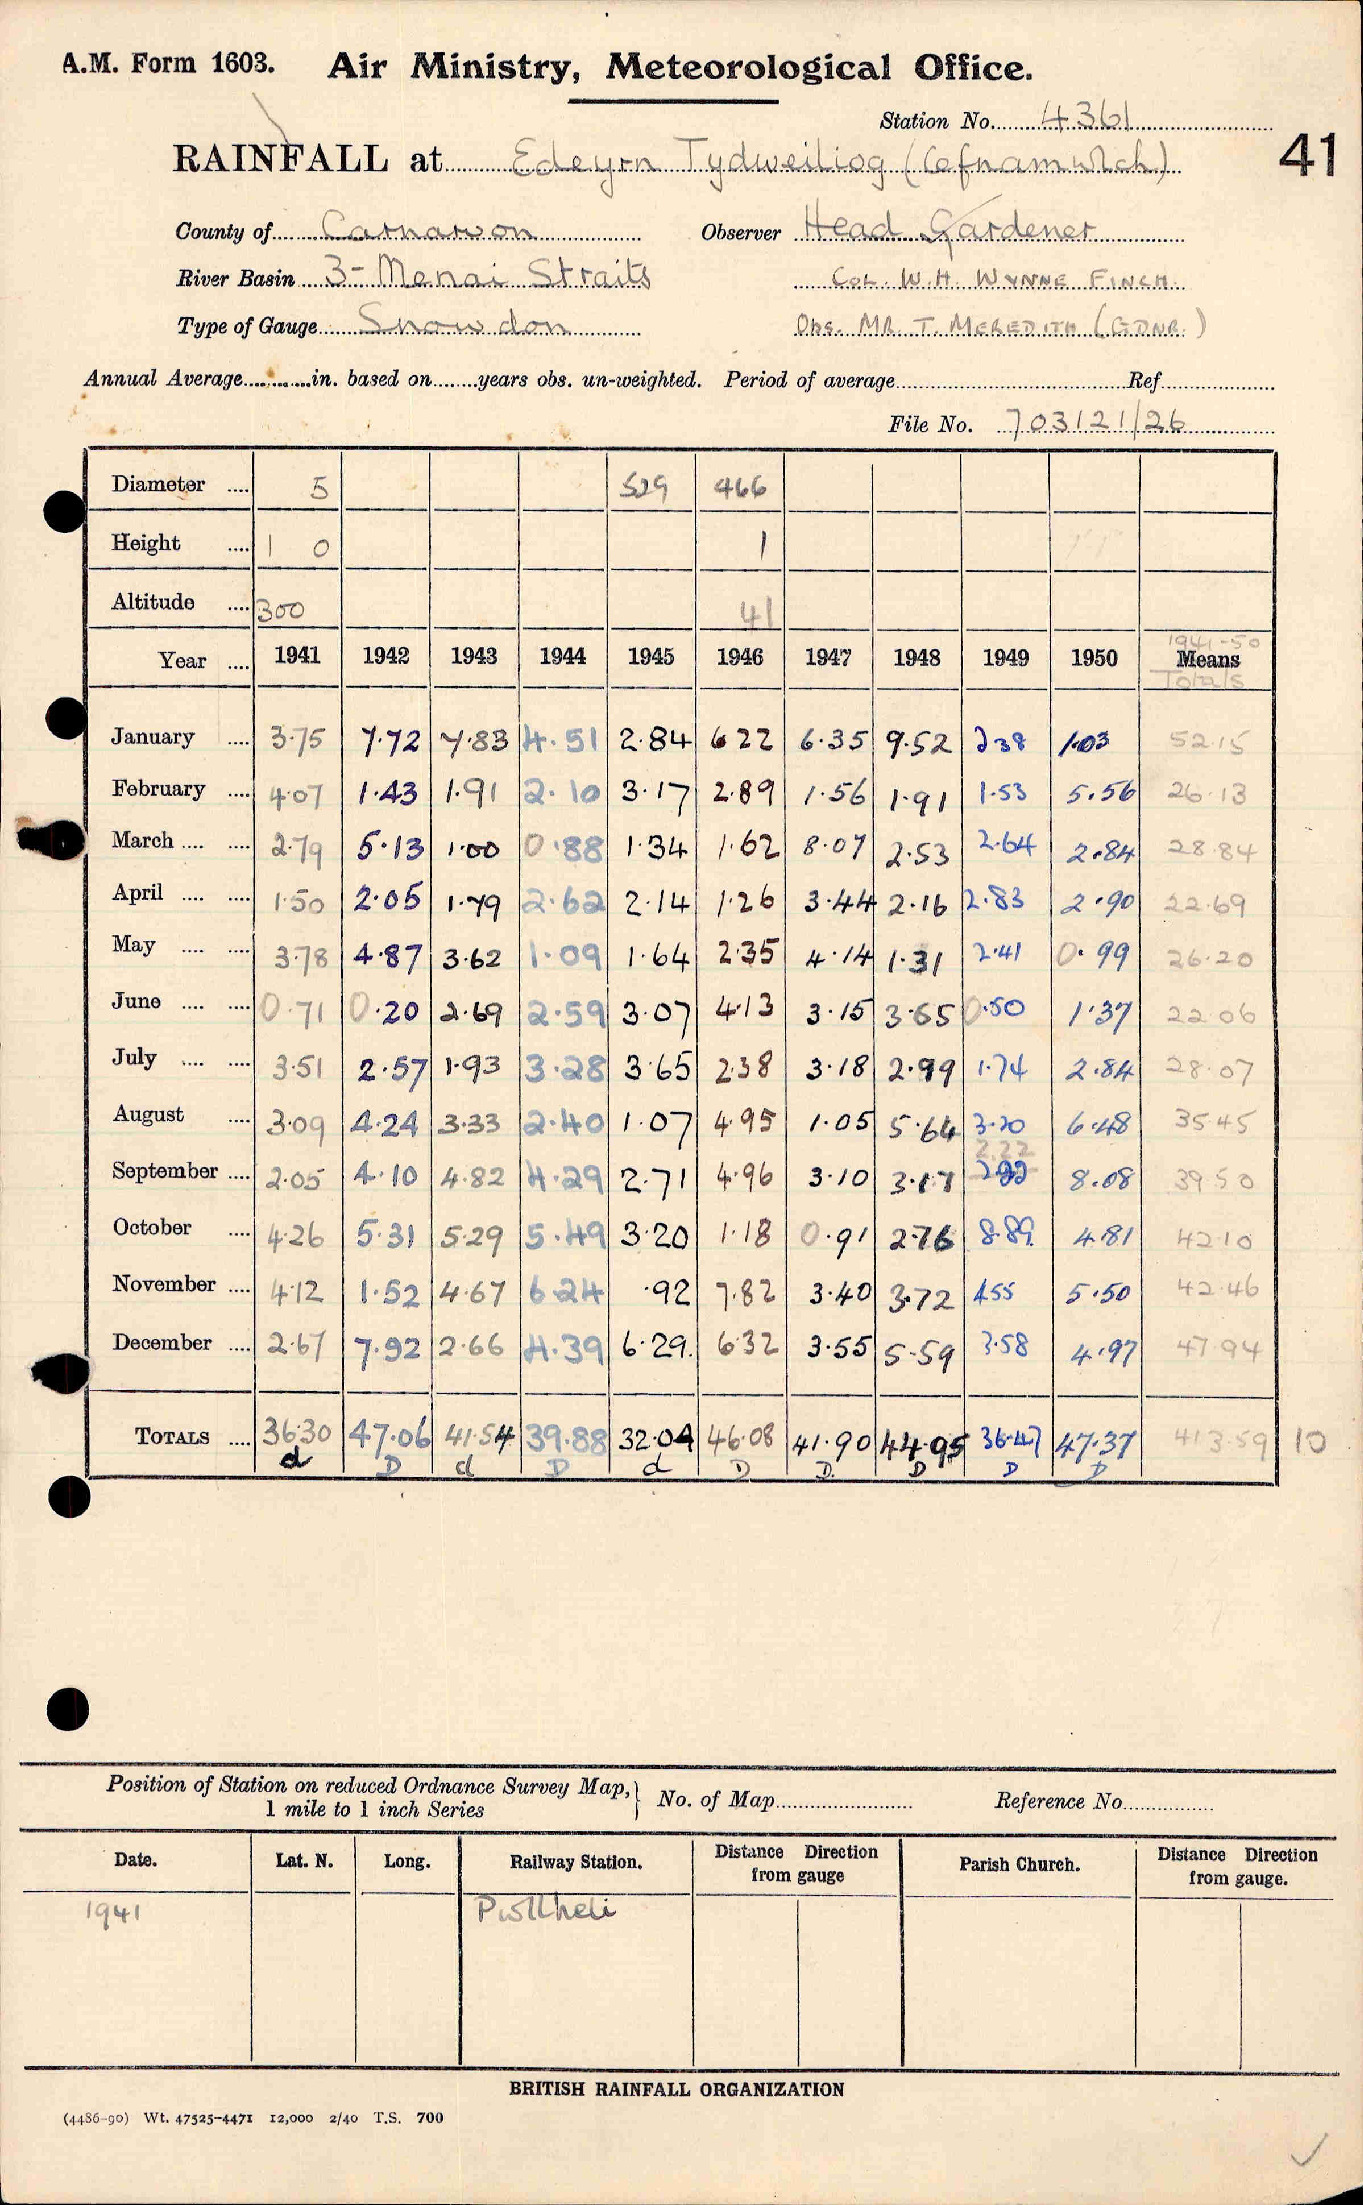 A.M. Form 1603. Air Ministry, Meteorological Office.
Station No. 4361
RAINFALL at Edeyrn Tydweiliog (Cefnamwlch) 41
County of Carnarvon Observer Head Gardener
River Basin 3- Menai Straits Col. W.H. Wynne Finch.
Type of Gauge Snowdon Obs. Mr. T. Meredith (Gdnr.)
Annual Average............in. based on........years obs. un-weighted. Period of average Ref
File No. 703121/26
Diameter .... 5 529 466
Height .... 1 0 1
Altitude .... 300 41
1941-50
Year .... 1941 1942 1943 1944 1945 1946 1947 1948 1949 1950 Means
Totals
January .... 3.75 7.72 7.83 4.51 2.84 6 22 6.35 9.52 2 38 1.03 52.15
February .... 4.07 1.43 1.91 2.10 3.17 2.89 1.56 1.91 1.53 5.56 26.13
March .... .... 2.79 5.13 1.00 0.88 1.34 1.62 8.07 2.53 2.64 2.84 28.84
April .... .... 1.50 2.05 1.79 2.62 2.14 1.26 3.44 2.16 2.83 2.90 22.69
May .... .... 3.78 4.87 3.62 1.09 1.64 2.35 4.14 1.31 2.41 0.99 26.20
June .... .... 0.71 0.20 2.69 2.59 3.07 4.13 3.15 3.65 0.50 1.37 22.06
July .... .... 3.51 2.57 1.93 3.28 3.65 2.38 3.18 2.99 1.74 2.84 28.07
August .... 3.09 4.24 3.33 2.40 1.07 4.95 1.05 5.64 3.20 6.48 35.45
2.22
September .... 2.05 4.10 4.82 4.29 2.71 4.96 3.10 3.17 2.22 8.08 39.50
October .... 4.26 5.31 5.29 5.49 3.20 1.18 0.91 2.76 8.89 4.81 42.10
November .... 4.12 1.52 4.67 6.24 .92 7.82 3.40 3.72 4.55 5.50 42.46
December .... 2.67 7.92 2.66 4.39 6.29 6.32 3.55 5.59 3.58 4.97 47.94
TOTALS .... 36.30 47.06 41.54 39.88 32.04 46.08 41.90 44.95 36.47 47.37 413.59 10
d D d D d D D D D D
Position of Station on reduced Ordnance Survey Map,
1 mile to 1 inch Series } No. of Map Reference No.
Date. Lat. N. Long. Railway Station. Distance Direction from gauge Parish Church. Distance Direction from gauge.
1941 Pwllheli
BRITISH RAINFALL ORGANIZATION
(4486-90) Wt. 47525-4471 12,000 2/40 T.S. 700